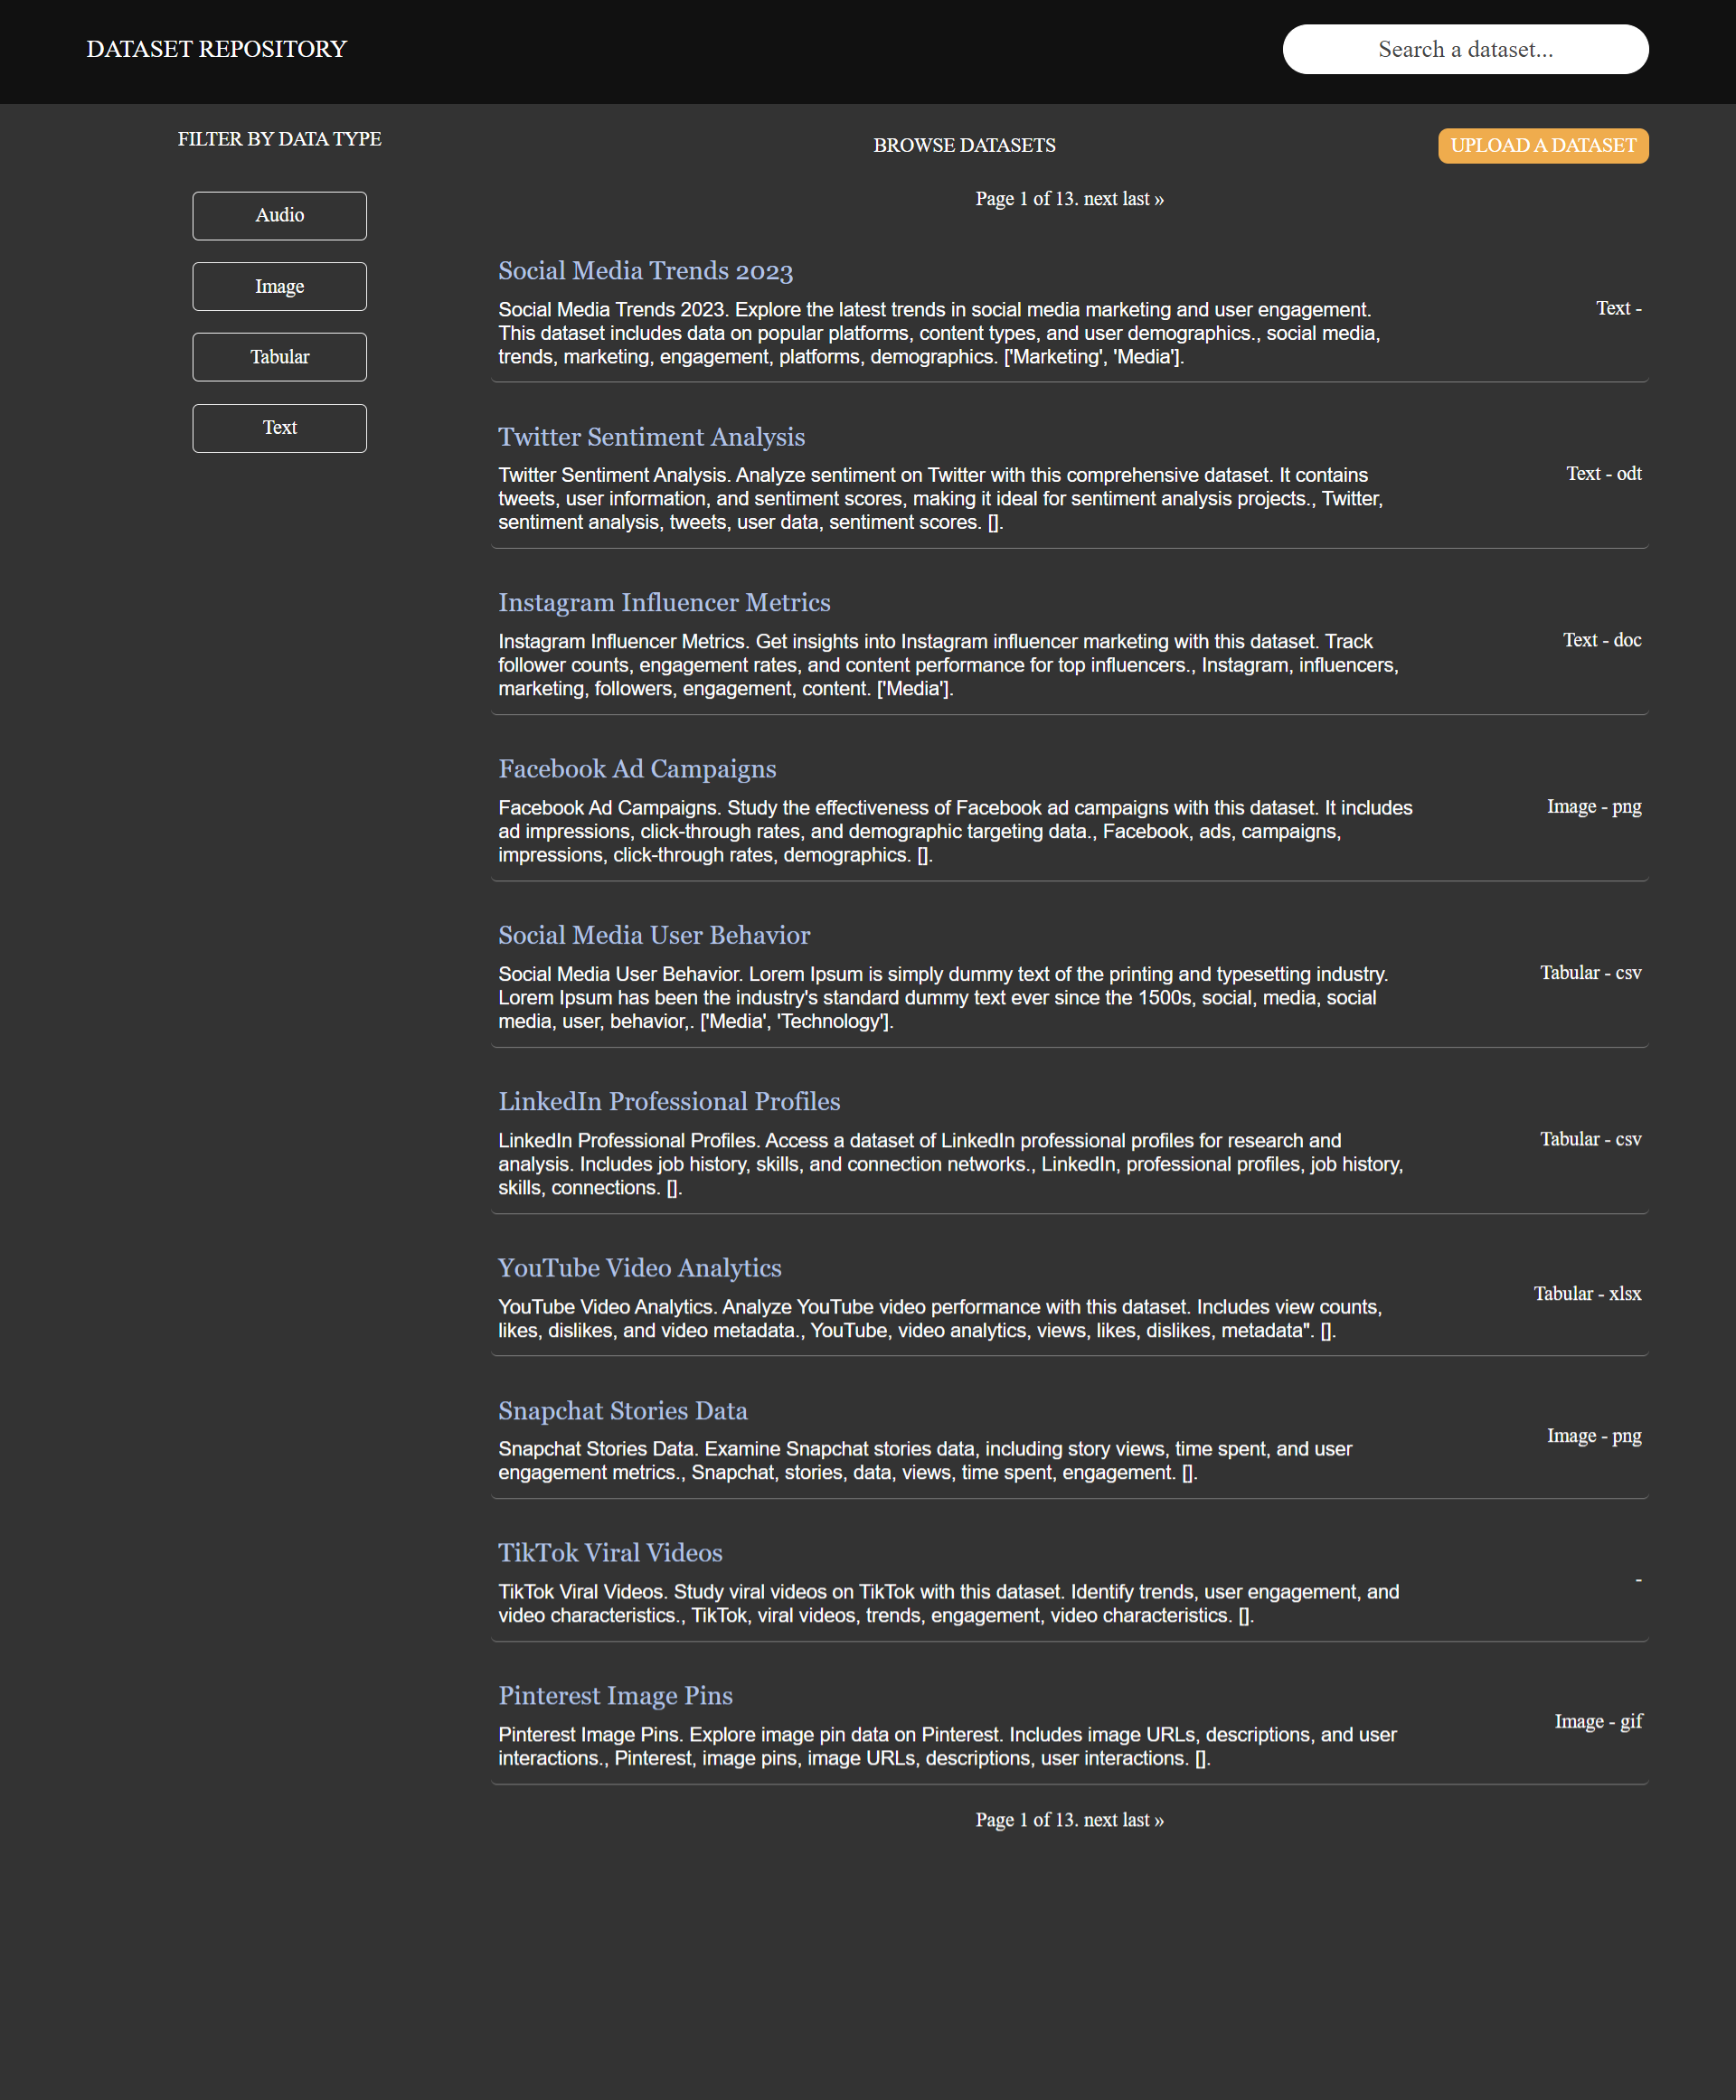 DATASET REPOSITORY
Search a dataset...
FILTER BY DATA TYPE
Audio
Image
Tabular
Text
BROWSE DATASETS
UPLOAD A DATASET
Page 1 of 13. next last »
Social Media Trends 2023
Social Media Trends 2023. Explore the latest trends in social media marketing and user engagement.
This dataset includes data on popular platforms, content types, and user demographics., social media,
trends, marketing, engagement, platforms, demographics. ['Marketing', 'Media'].
Text -
Twitter Sentiment Analysis
Twitter Sentiment Analysis. Analyze sentiment on Twitter with this comprehensive dataset. It contains
tweets, user information, and sentiment scores, making it ideal for sentiment analysis projects., Twitter,
sentiment analysis, tweets, user data, sentiment scores. [].
Text - odt
Instagram Influencer Metrics
Instagram Influencer Metrics. Get insights into Instagram influencer marketing with this dataset. Track
follower counts, engagement rates, and content performance for top influencers., Instagram, influencers,
marketing, followers, engagement, content. ['Media'].
Text - doc
Facebook Ad Campaigns
Facebook Ad Campaigns. Study the effectiveness of Facebook ad campaigns with this dataset. It includes
ad impressions, click-through rates, and demographic targeting data., Facebook, ads, campaigns,
impressions, click-through rates, demographics. [].
Image - png
Social Media User Behavior
Social Media User Behavior. Lorem Ipsum is simply dummy text of the printing and typesetting industry.
Lorem Ipsum has been the industry's standard dummy text ever since the 1500s, social, media, social
media, user, behavior,. ['Media', 'Technology'].
Tabular - csv
LinkedIn Professional Profiles
LinkedIn Professional Profiles. Access a dataset of LinkedIn professional profiles for research and
analysis. Includes job history, skills, and connection networks., LinkedIn, professional profiles, job history,
skills, connections. [].
Tabular - csv
YouTube Video Analytics
YouTube Video Analytics. Analyze YouTube video performance with this dataset. Includes view counts,
likes, dislikes, and video metadata., YouTube, video analytics, views, likes, dislikes, metadata". [].
Tabular - xlsx
Snapchat Stories Data
Snapchat Stories Data. Examine Snapchat stories data, including story views, time spent, and user
engagement metrics., Snapchat, stories, data, views, time spent, engagement. [].
Image - png
TikTok Viral Videos
TikTok Viral Videos. Study viral videos on TikTok with this dataset. Identify trends, user engagement, and
video characteristics., TikTok, viral videos, trends, engagement, video characteristics. [].
-
Pinterest Image Pins
Pinterest Image Pins. Explore image pin data on Pinterest. Includes image URLs, descriptions, and user
interactions., Pinterest, image pins, image URLs, descriptions, user interactions. [].
Image - gif
Page 1 of 13. next last »